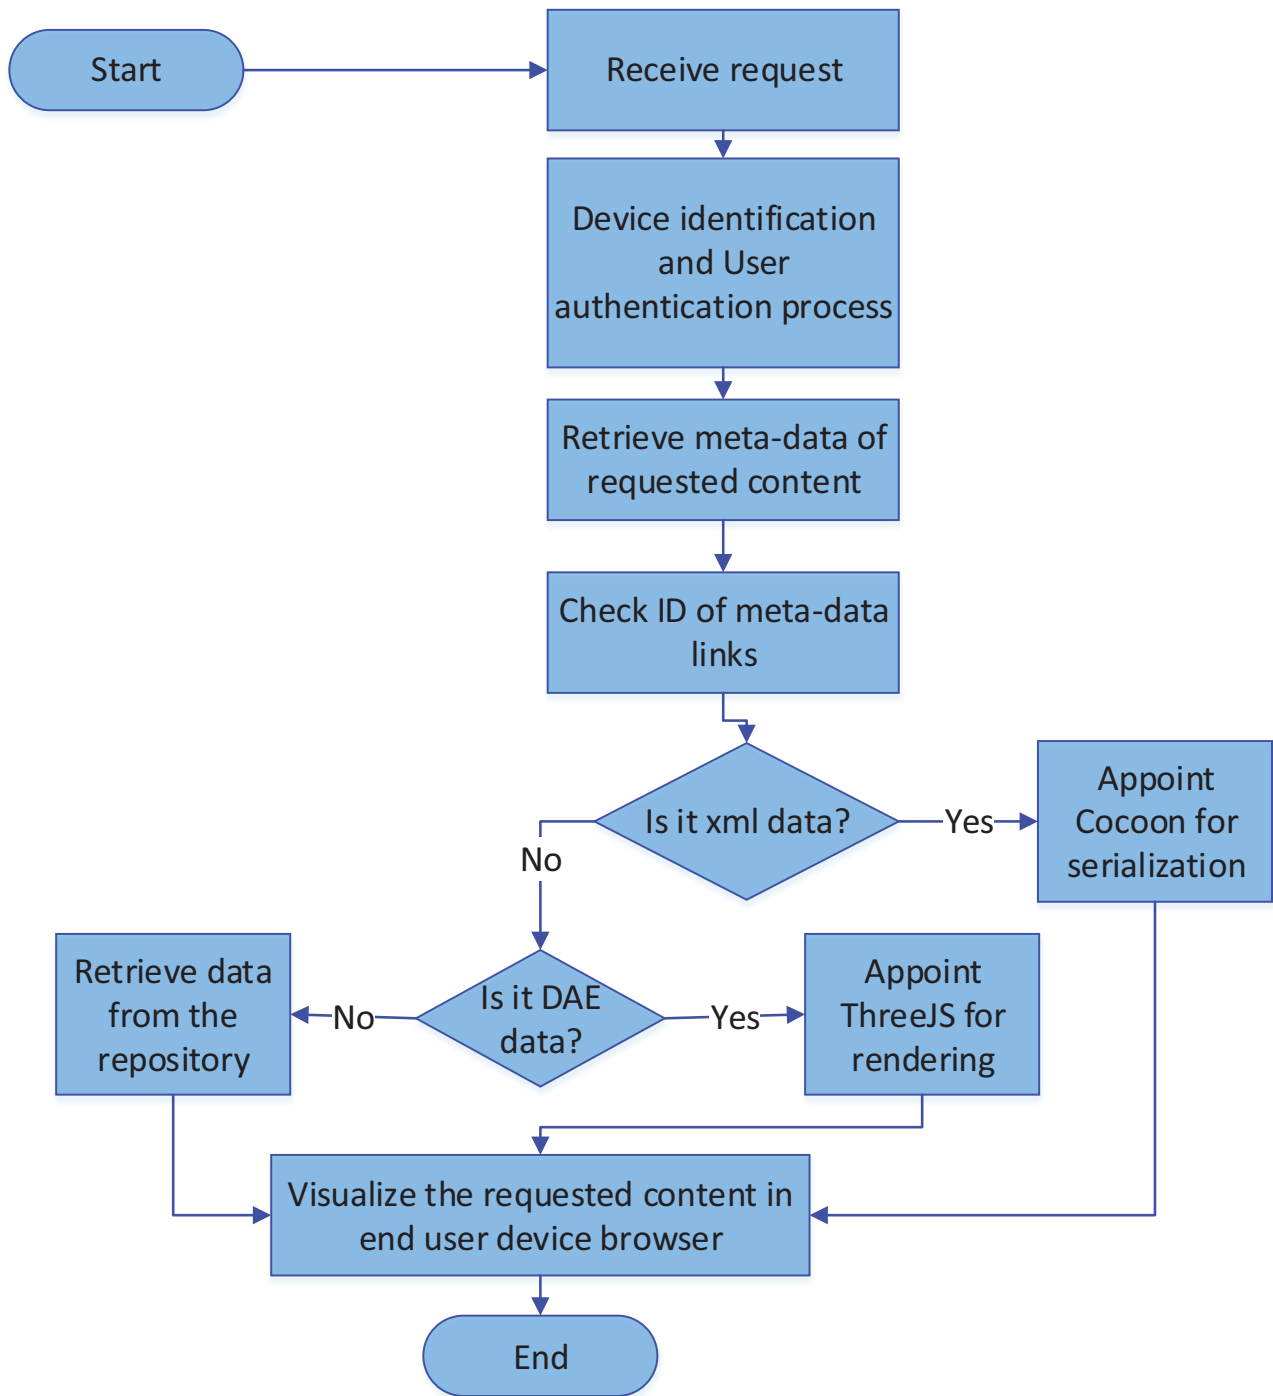 Start
Receive request
Device identification
and User
authentication process
Retrieve meta-data of
requested content
Check ID of meta-data
links
Is it xml data?
Yes
Appoint
Cocoon for
serialization
No
Retrieve data
from the
repository
No
Is it DAE
data?
Yes
Appoint
ThreeJS for
rendering
Visualize the requested content in
end user device browser
End